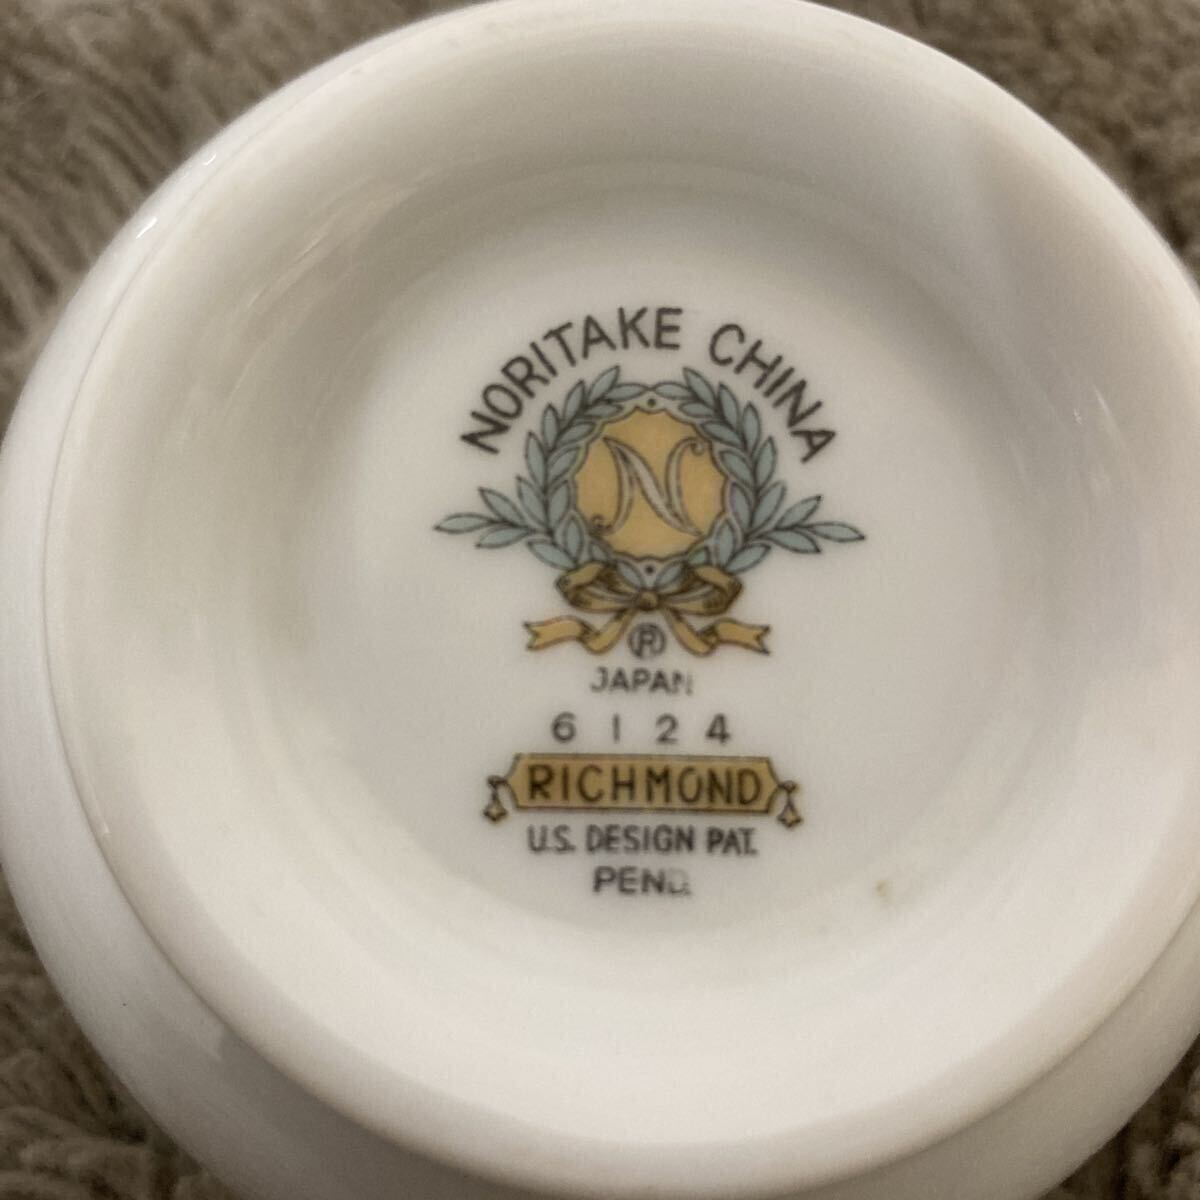 NORITAKE CHINA
N
®
JAPAN
6124
RICHMOND
U.S. DESIGN PAT.
PEND.